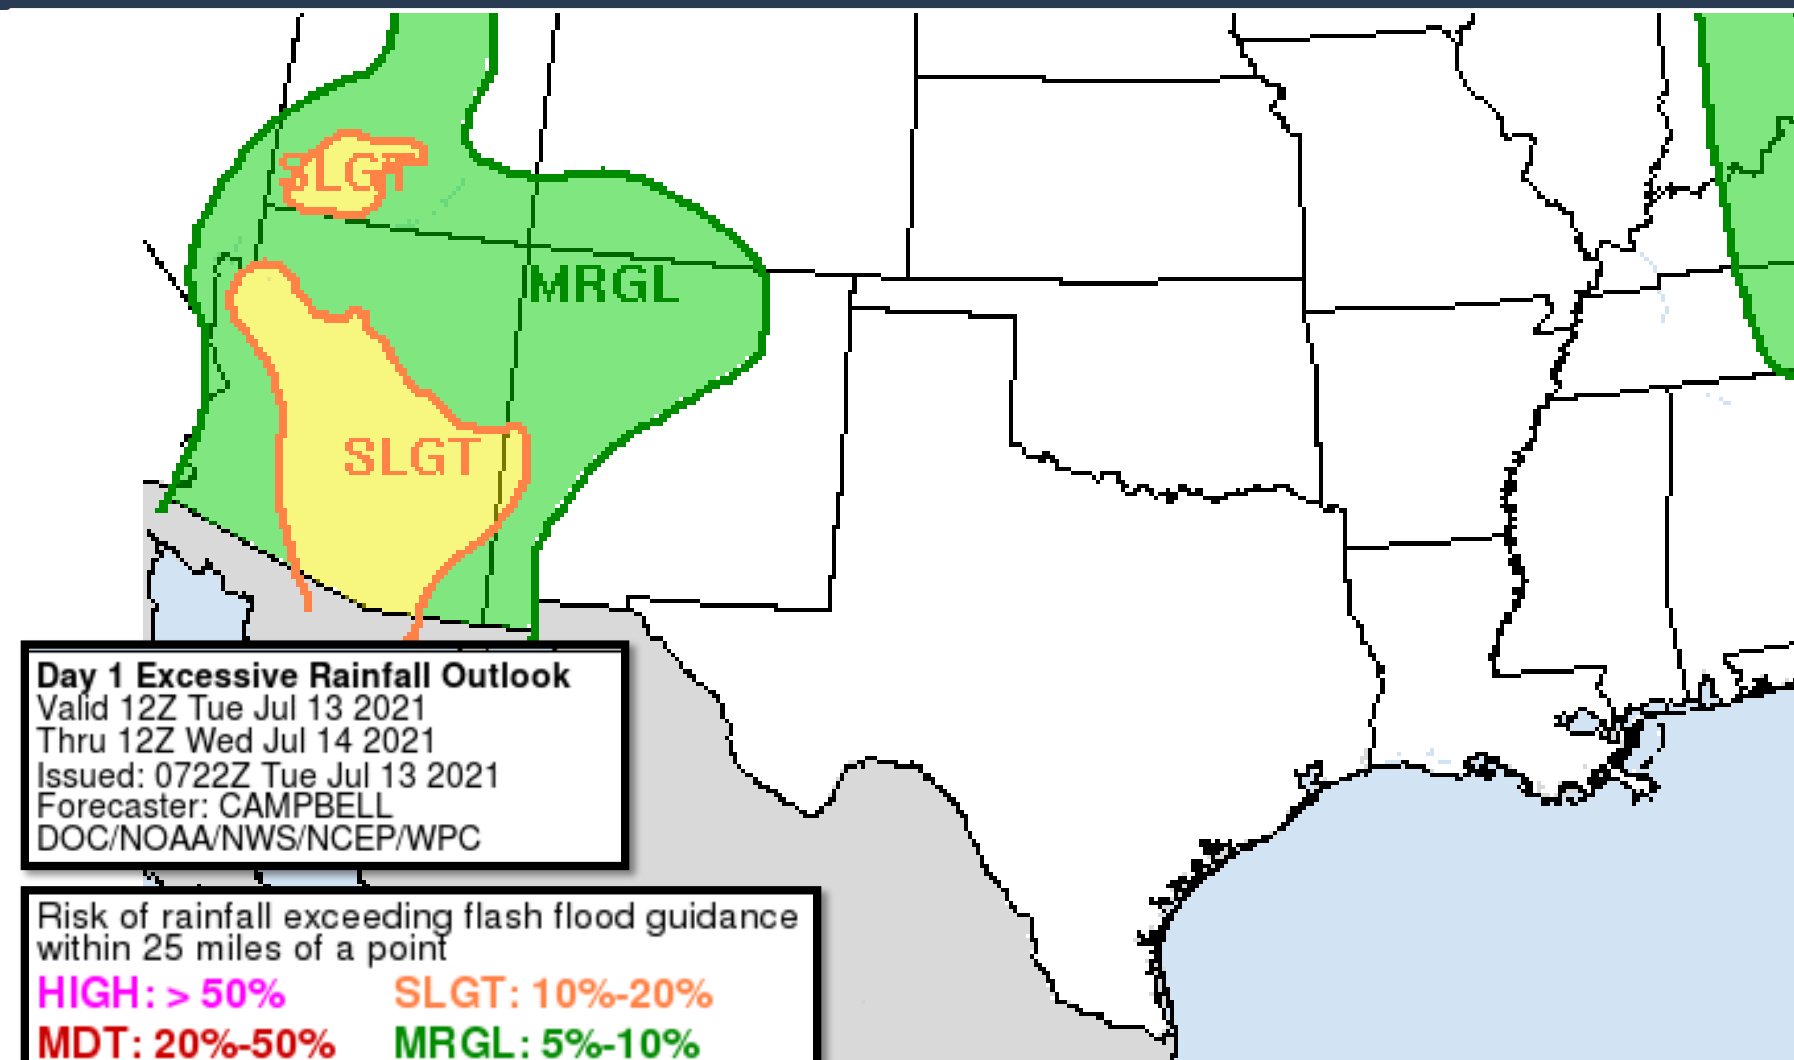 SLGT
MRGL
SLGT
Day 1 Excessive Rainfall Outlook
Valid 12Z Tue Jul 13 2021
Thru 12Z Wed Jul 14 2021
Issued: 0722Z Tue Jul 13 2021
Forecaster: CAMPBELL
DOC/NOAA/NWS/NCEP/WPC
Risk of rainfall exceeding flash flood guidance
within 25 miles of a point
HIGH: > 50% SLGT: 10%-20%
MDT: 20%-50% MRGL: 5%-10%